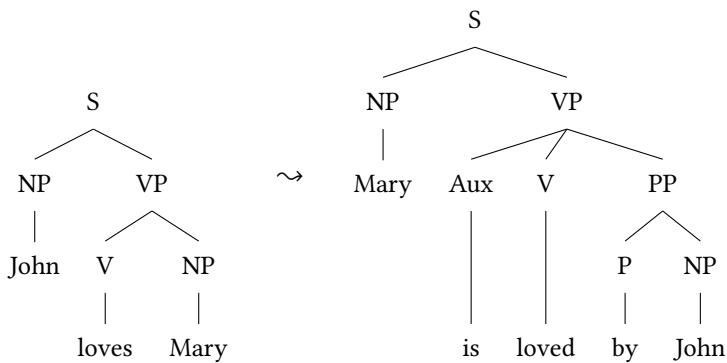 S
S
NP VP
NP VP ⤳ Mary Aux V PP
John V NP P NP
loves Mary is loved by John